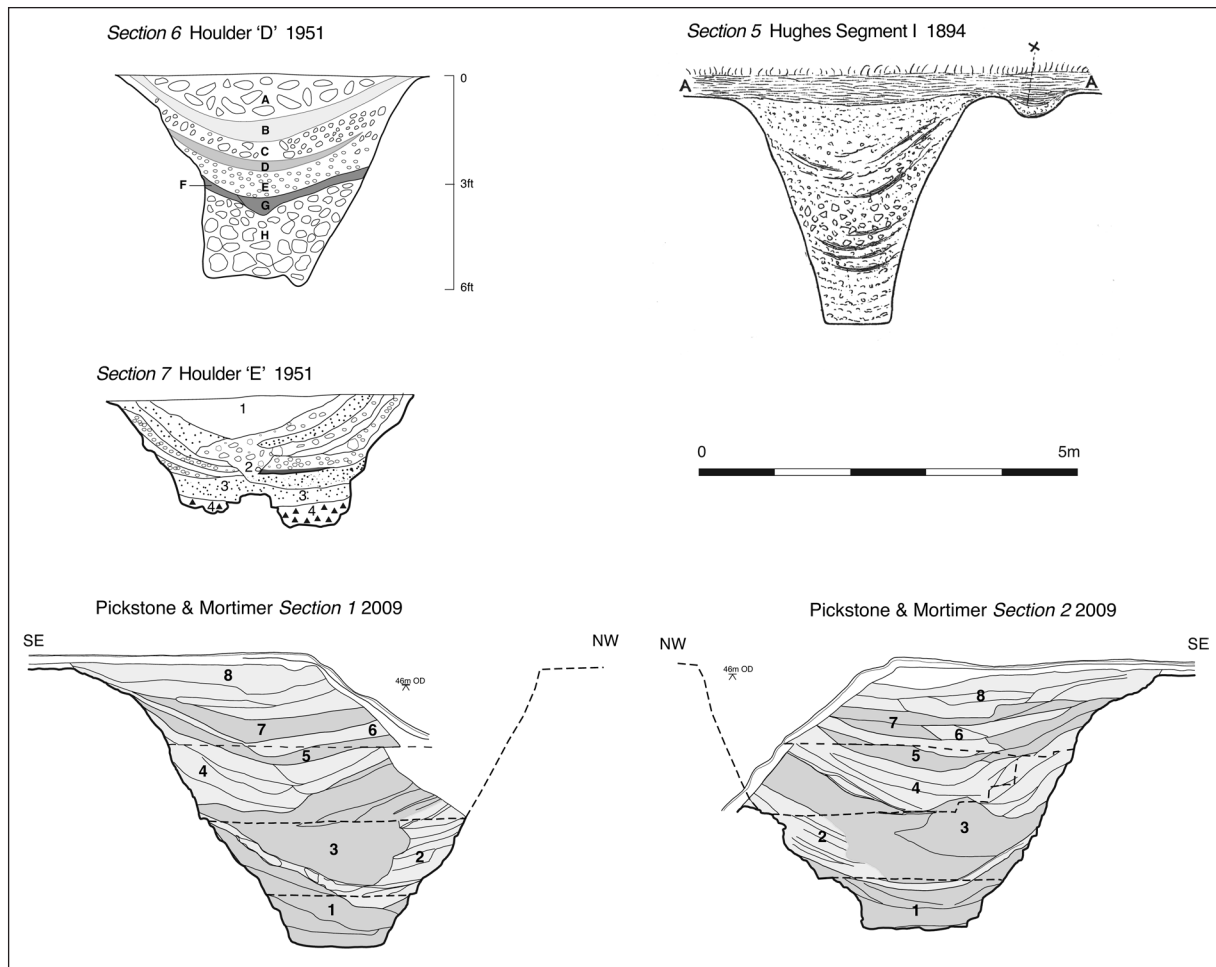 Section 6 Houlder 'D' 1951
0
A
B
C
D
F
E
3ft
G
H
6ft
Section 5 Hughes Segment I 1894
x
A
A
Section 7 Houlder 'E' 1951
1
2
3
3
4
4
0
5m
Pickstone & Mortimer Section 1 2009
SE
NW
8
46m OD
7
6
5
4
3
2
1
Pickstone & Mortimer Section 2 2009
NW
SE
46m OD
8
7
6
5
4
3
2
1